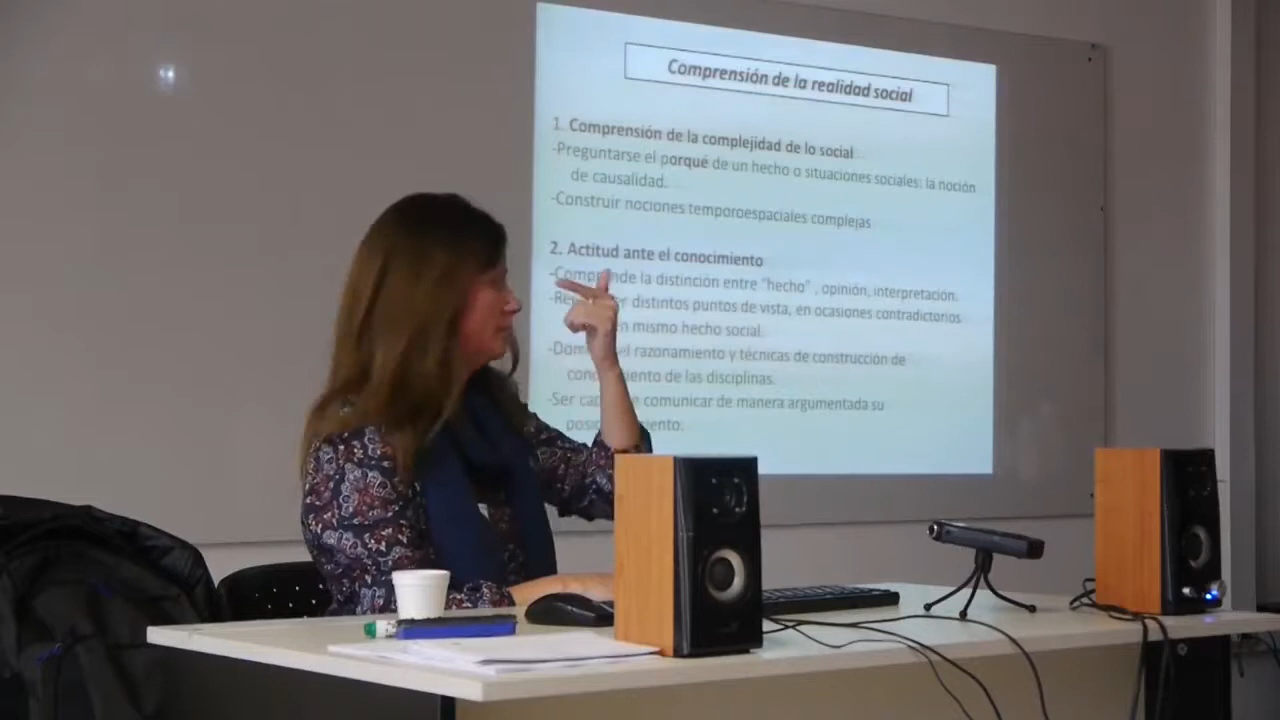 Comprensión de la realidad social
1. Comprensión de la complejidad de lo social
-Preguntarse el porqué de un hecho o situaciones sociales: la noción
de causalidad.
-Construir nociones temporoespaciales complejas
2. Actitud ante el conocimiento
-Comprende la distinción entre "hecho" , opinión, interpretación.
distintos puntos de vista, en ocasiones contradictorios
mismo hecho social.
razonamiento y técnicas de construcción de
de las disciplinas.
-Ser comunicar de manera argumentada su